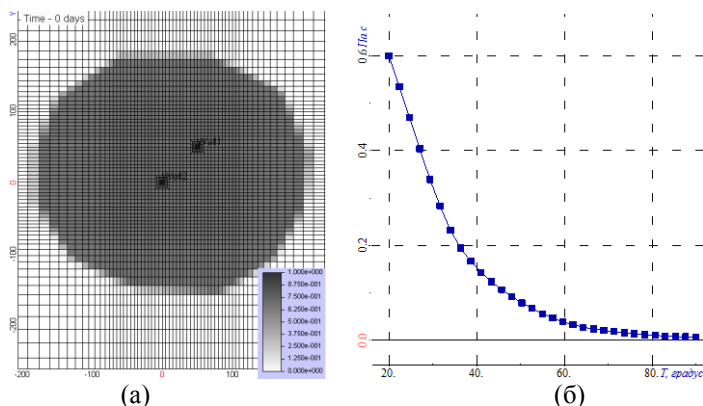 Y
Time - 0 days
200
100
0
-100
-200
-200
-100
0
100
Well1
Well2
1.000e+000
8.750e-001
7.500e-001
6.250e-001
5.000e-001
3.750e-001
2.500e-001
1.250e-001
0.000e+000
(а)
Па с
0.6
0.4
0.2
0.0
20.
40.
60.
80.
T, градус
(б)